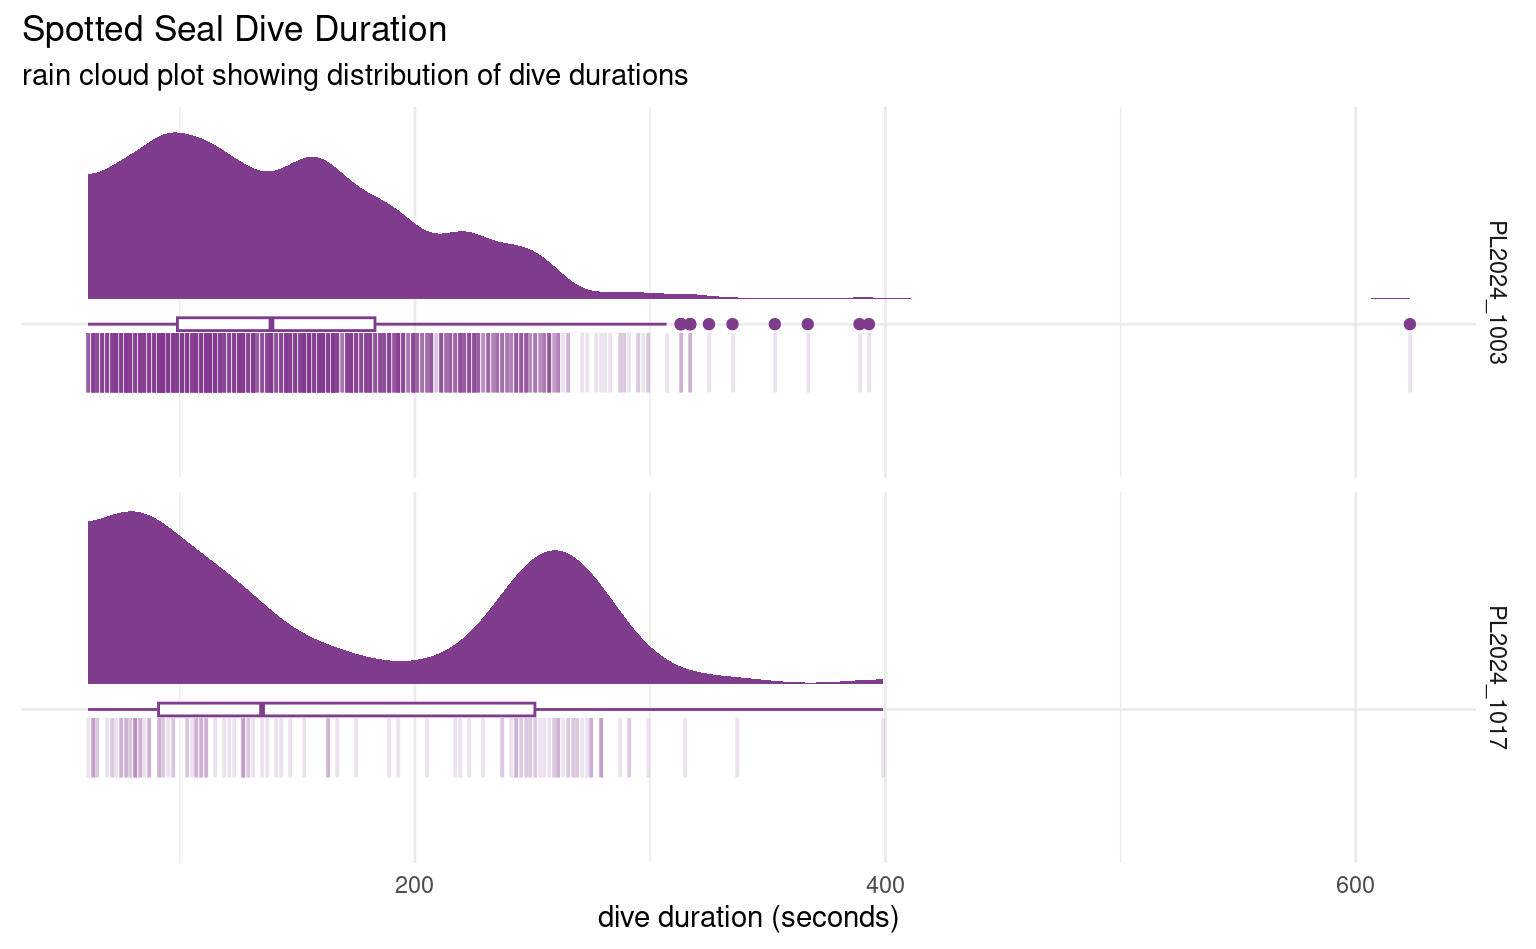 Spotted Seal Dive Duration
rain cloud plot showing distribution of dive durations
PL2024_1003
PL2024_1017
200
400
600
dive duration (seconds)